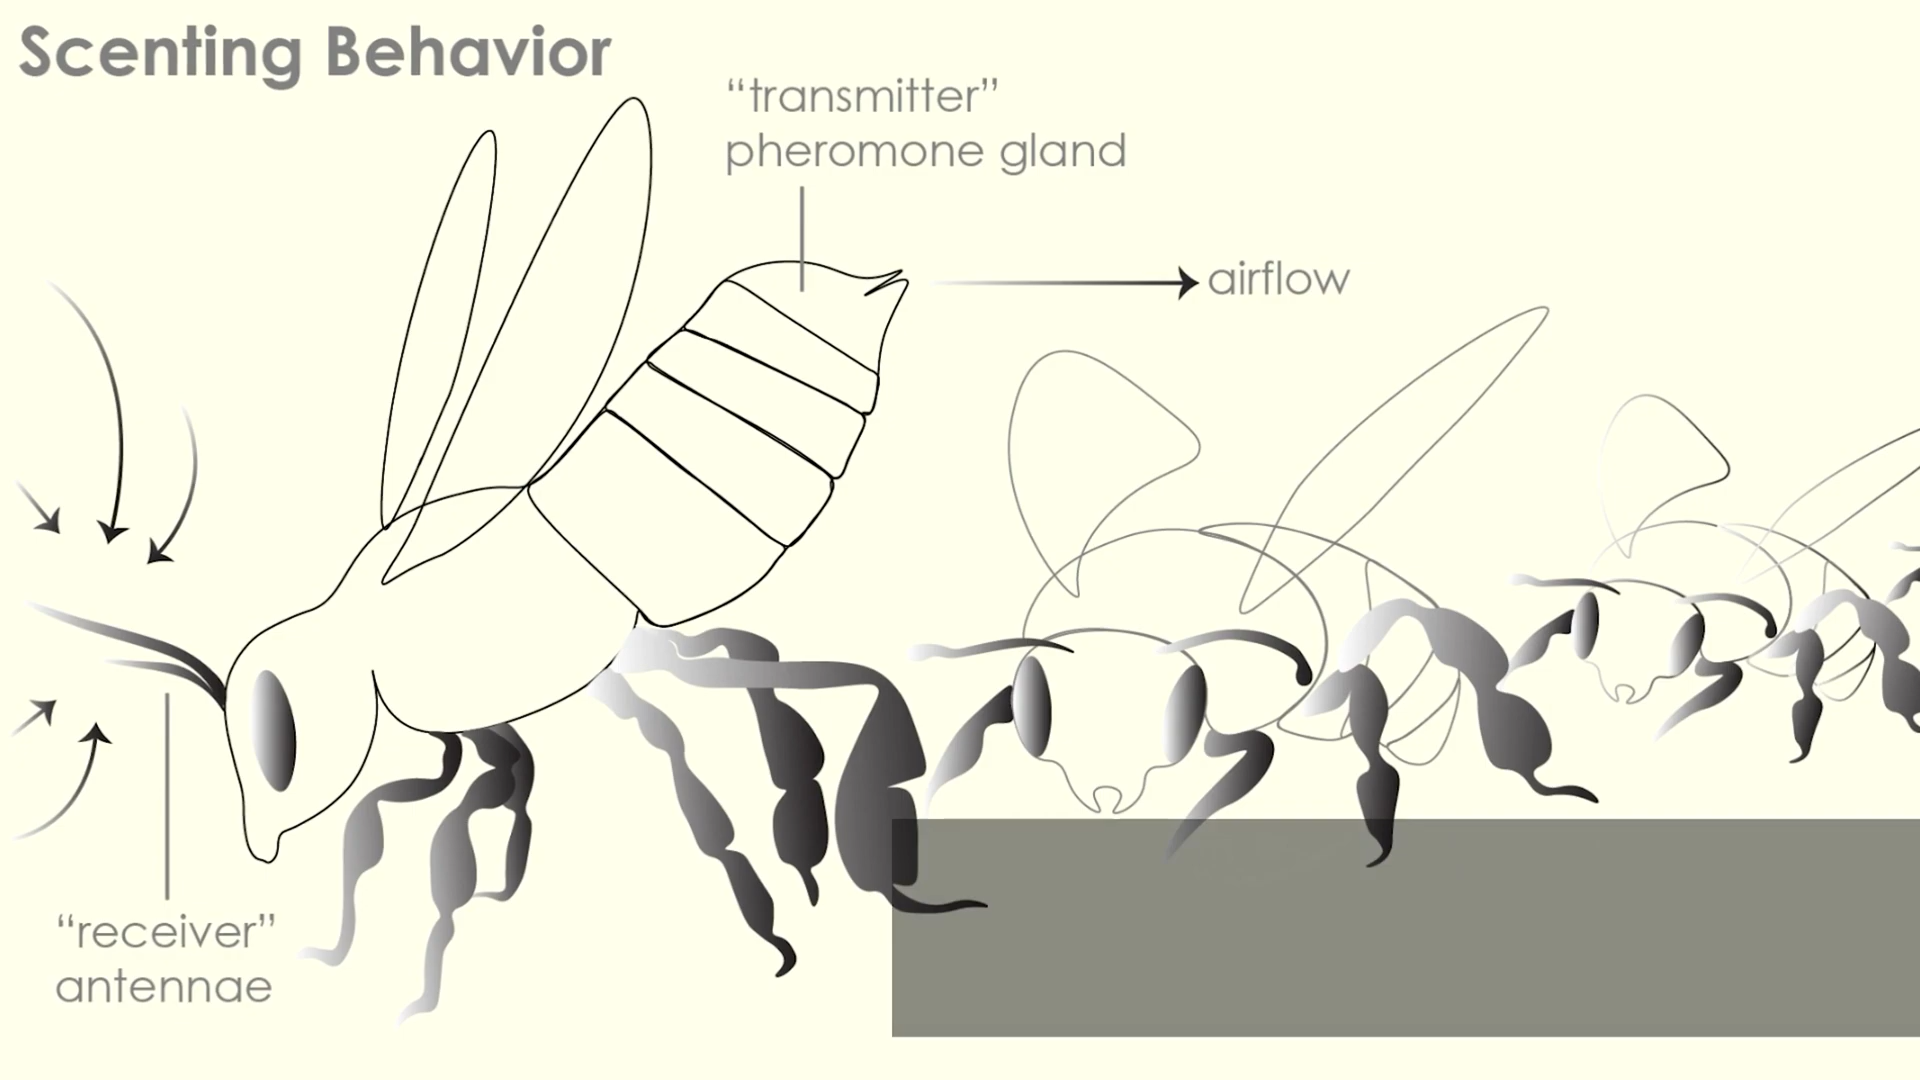 Scenting Behavior
“transmitter”
pheromone gland
airflow
“receiver”
antennae